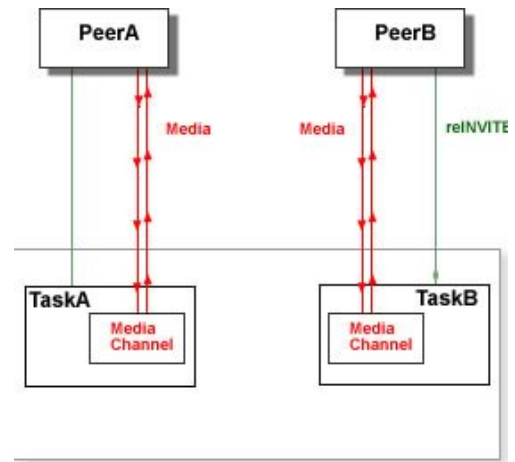 PeerA
PeerB
Media
Media
reINVITE
TaskA
TaskB
Media
Channel
Media
Channel